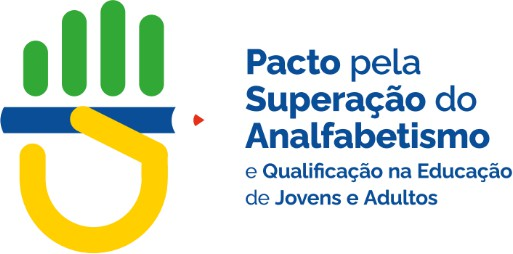 Pacto pela
Superação do
Analfabetismo
e Qualificação na Educação
de Jovens e Adultos